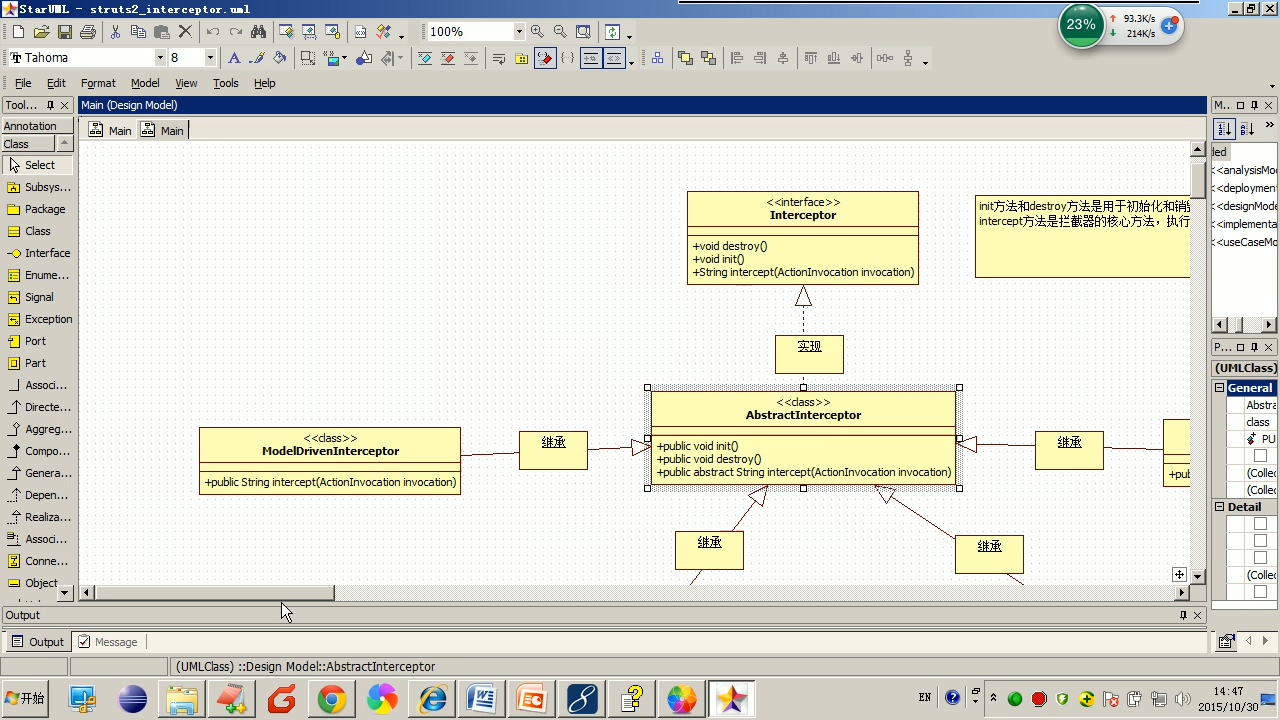 StarUML - struts2_interceptor.uml
23%
93.3K/s
214K/s
100%
Tahoma
8
File Edit Format Model View Tools Help
Tool...
Main (Design Model)
M...
Annotation
Class
Main
Main
Select
Subsys...
Package
Class
Interface
Enume...
Signal
Exception
Port
Part
Associ...
Directe...
Aggreg...
Compo...
Genera...
Depen...
Realiza...
Associ...
Conne...
Object
<<interface>>
Interceptor
+void destroy()
+void init()
+String intercept(ActionInvocation invocation)
init方法和destroy方法是用于初始化和销
intercept方法是拦截器的核心方法，执行
实现
<<class>>
AbstractInterceptor
+public void init()
+public void destroy()
+public abstract String intercept(ActionInvocation invocation)
<<class>>
ModelDrivenInterceptor
+public String intercept(ActionInvocation invocation)
继承
继承
+pub
继承
继承
<<analysisMo
<<deploymen
<<designMode
<<implementa
<<useCaseMo
P...
(UMLClass)
General
Abstra
class
PU
(Collec
(Collec
Detail
(Collec
Output
Output
Message
(UMLClass) ::Design Model::AbstractInterceptor
开始
EN
14:47
2015/10/30